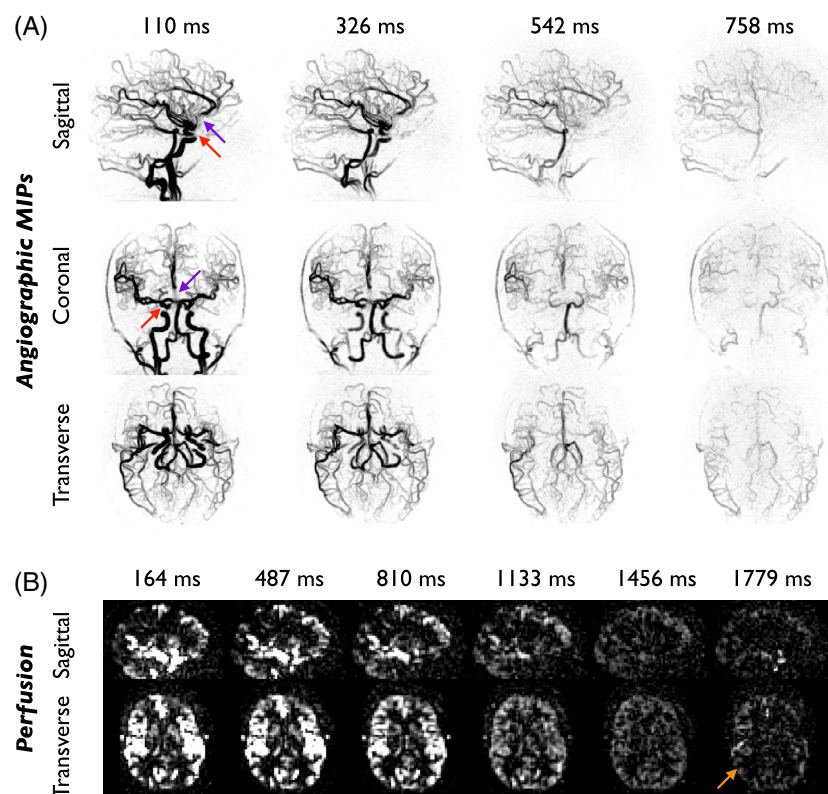 (A)
110 ms 326 ms 542 ms 758 ms
Angiographic MIPs
Sagittal
Coronal
Transverse
(B)
164 ms 487 ms 810 ms 1133 ms 1456 ms 1779 ms
Perfusion
Sagittal
Transverse